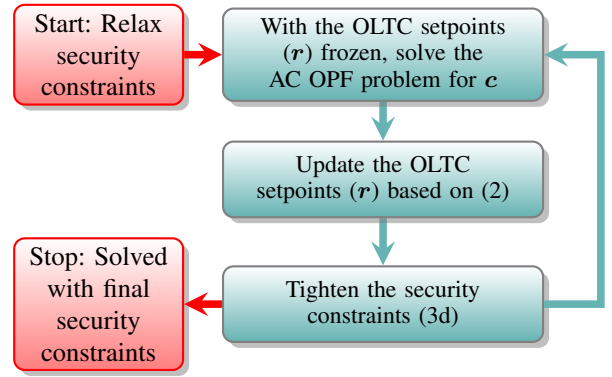 Start: Relax
security
constraints
With the OLTC setpoints
(r) frozen, solve the
AC OPF problem for c
Update the OLTC
setpoints (r) based on (2)
Tighten the security
constraints (3d)
Stop: Solved
with final
security
constraints